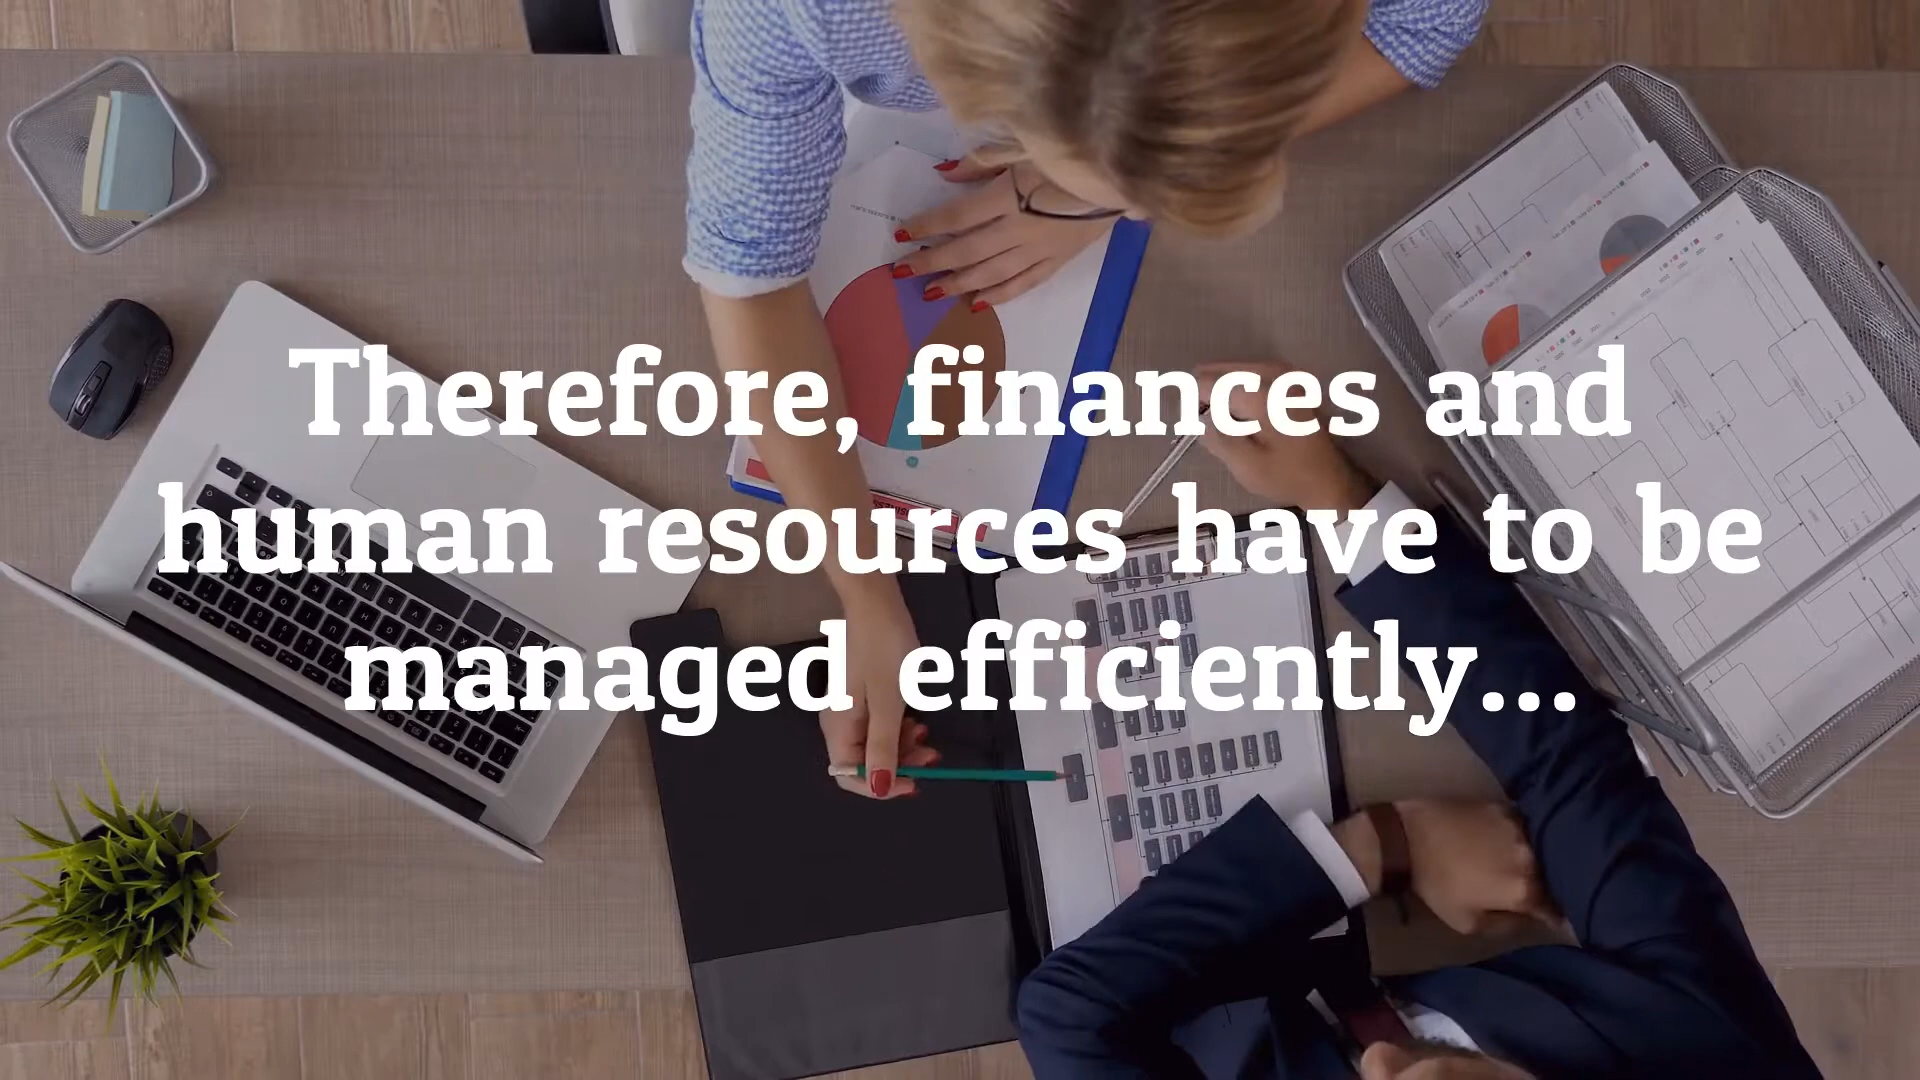 Therefore, finances and
human resources have to be
managed efficiently...